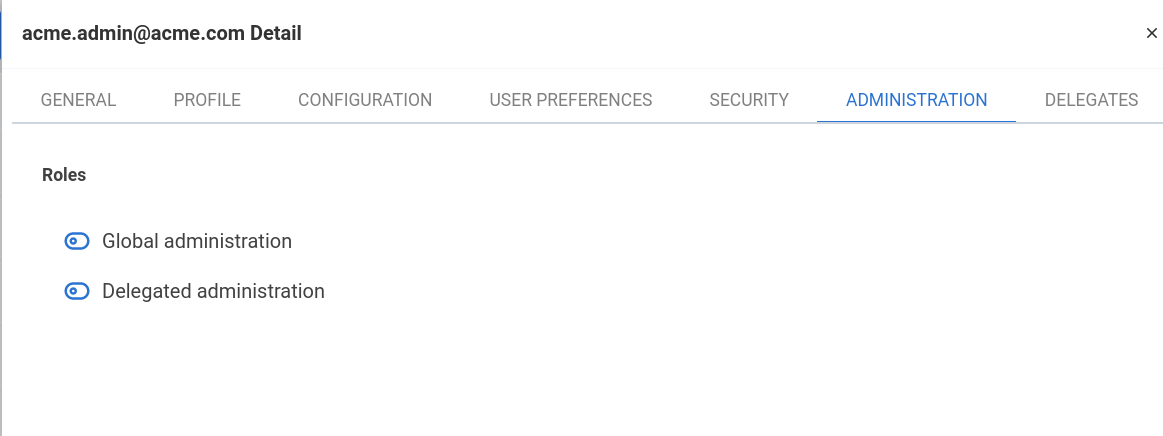 acme.admin@acme.com Detail
GENERAL PROFILE CONFIGURATION USER PREFERENCES SECURITY ADMINISTRATION DELEGATES
Roles
Global administration
Delegated administration